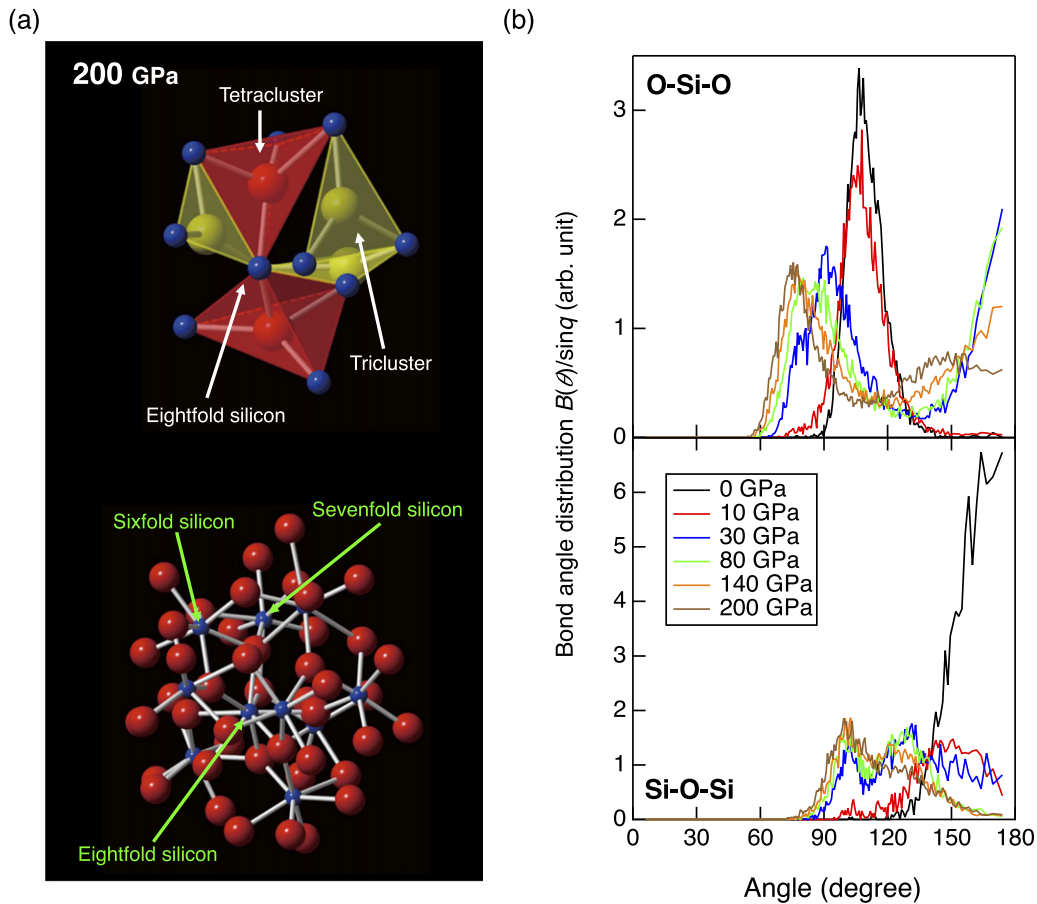 (a)
200 GPa
Tetracluster
Tricluster
Eightfold silicon
Sixfold silicon
Sevenfold silicon
Eightfold silicon
(b)
O-Si-O
3
2
1
0
Bond angle distribution B(θ)/sinq (arb. unit)
0 GPa
10 GPa
30 GPa
80 GPa
140 GPa
200 GPa
6
5
4
3
2
1
0
Si-O-Si
0 30 60 90 120 150 180
Angle (degree)